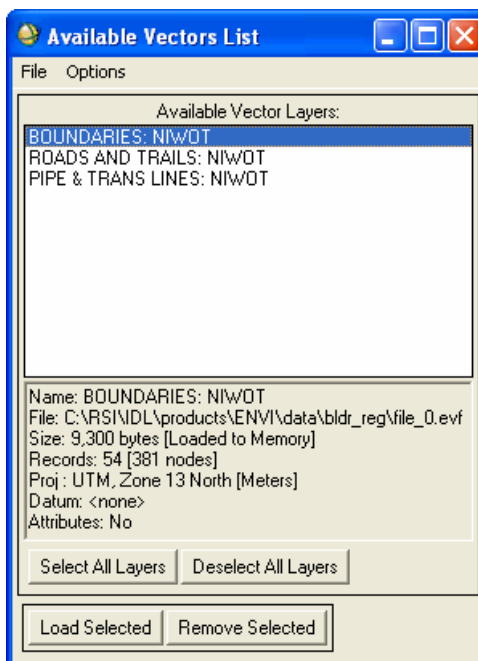 Available Vectors List
File Options
Available Vector Layers:
BOUNDARIES: NIWOT
ROADS AND TRAILS: NIWOT
PIPE & TRANS LINES: NIWOT
Name: BOUNDARIES: NIWOT
File: C:\RSI\IDL\products\ENVI\data\bldr_reg\file_0.evf
Size: 9,300 bytes [Loaded to Memory]
Records: 54 [381 nodes]
Proj : UTM, Zone 13 North [Meters]
Datum: <none>
Attributes: No
Select All Layers Deselect All Layers
Load Selected Remove Selected